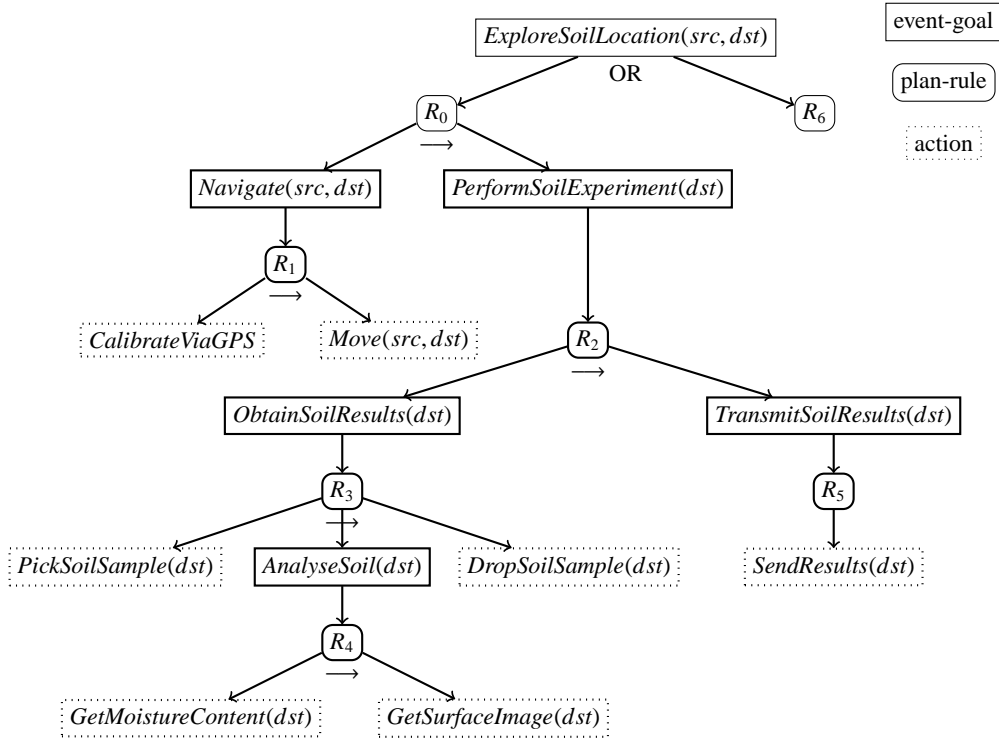 ExploreSoilLocation(src, dst)
event-goal
OR
plan-rule
R0
R6
action
Navigate(src, dst)
PerformSoilExperiment(dst)
R1
CalibrateViaGPS
Move(src, dst)
R2
ObtainSoilResults(dst)
TransmitSoilResults(dst)
R3
R5
PickSoilSample(dst)
AnalyseSoil(dst)
DropSoilSample(dst)
SendResults(dst)
R4
GetMoistureContent(dst)
GetSurfaceImage(dst)